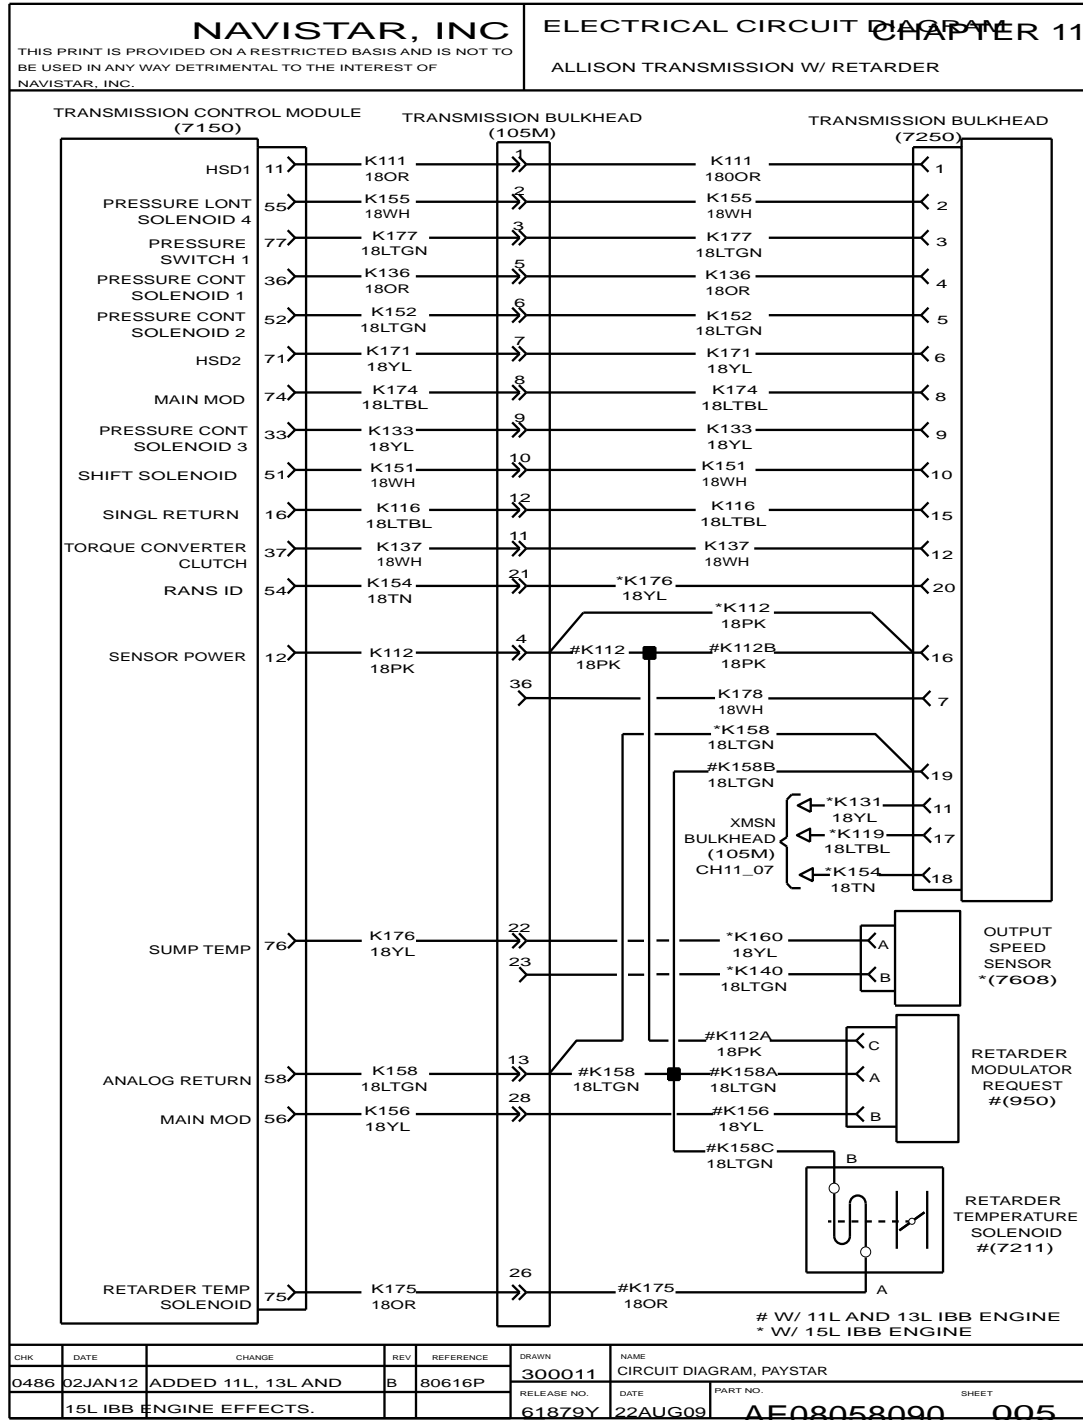 NAVISTAR, INC
THIS PRINT IS PROVIDED ON A RESTRICTED BASIS AND IS NOT TO
BE USED IN ANY WAY DETRIMENTAL TO THE INTEREST OF
NAVISTAR, INC.
ELECTRICAL CIRCUIT DIAGRAM
CHAPTER 11
ALLISON TRANSMISSION W/ RETARDER
TRANSMISSION CONTROL MODULE
(7150)
TRANSMISSION BULKHEAD
(105M)
TRANSMISSION BULKHEAD
(7250)
HSD1 11 K111 1 K111 1
18OR 180OR
PRESSURE LONT 55 K155 2 K155 2
SOLENOID 4 18WH 18WH
PRESSURE 77 K177 3 K177 3
SWITCH 1 18LTGN 18LTGN
PRESSURE CONT 36 K136 5 K136 4
SOLENOID 1 18OR 18OR
PRESSURE CONT 52 K152 6 K152 5
SOLENOID 2 18LTGN 18LTGN
HSD2 71 K171 7 K171 6
18YL 18YL
MAIN MOD 74 K174 8 K174 8
18LTBL 18LTBL
PRESSURE CONT 33 K133 9 K133 9
SOLENOID 3 18YL 18YL
SHIFT SOLENOID 51 K151 10 K151 10
18WH 18WH
SINGL RETURN 16 K116 12 K116 15
18LTBL 18LTBL
TORQUE CONVERTER 37 K137 11 K137 12
CLUTCH 18WH 18WH
RANS ID 54 K154 21 *K176 20
18TN 18YL
*K112
18PK
SENSOR POWER 12 K112 4 #K112 #K112B 16
18PK 18PK 18PK
36 K178 7
18WH
*K158
18LTGN
#K158B 19
18LTGN
XMSN
BULKHEAD
(105M)
CH11_07
*K131 11
18YL
*K119 17
18LTBL
*K154 18
18TN
SUMP TEMP 76 K176 22 *K160 A
18YL 18YL
23 *K140 B
18LTGN
OUTPUT
SPEED
SENSOR
*(7608)
#K112A C
18PK
ANALOG RETURN 58 K158 13 #K158 #K158A A
18LTGN 18LTGN 18LTGN
MAIN MOD 56 K156 28 #K156 B
18YL 18YL
RETARDER
MODULATOR
REQUEST
#(950)
#K158C B
18LTGN
RETARDER
TEMPERATURE
SOLENOID
#(7211)
RETARDER TEMP 75 K175 26 #K175 A
SOLENOID 18OR 18OR
# W/ 11L AND 13L IBB ENGINE
* W/ 15L IBB ENGINE
CHK DATE CHANGE REV REFERENCE
0486 02JAN12 ADDED 11L, 13L AND B 80616P
15L IBB ENGINE EFFECTS.
DRAWN 300011
NAME CIRCUIT DIAGRAM, PAYSTAR
RELEASE NO. 61879Y
DATE 22AUG09
PART NO. AE08058090
SHEET 005